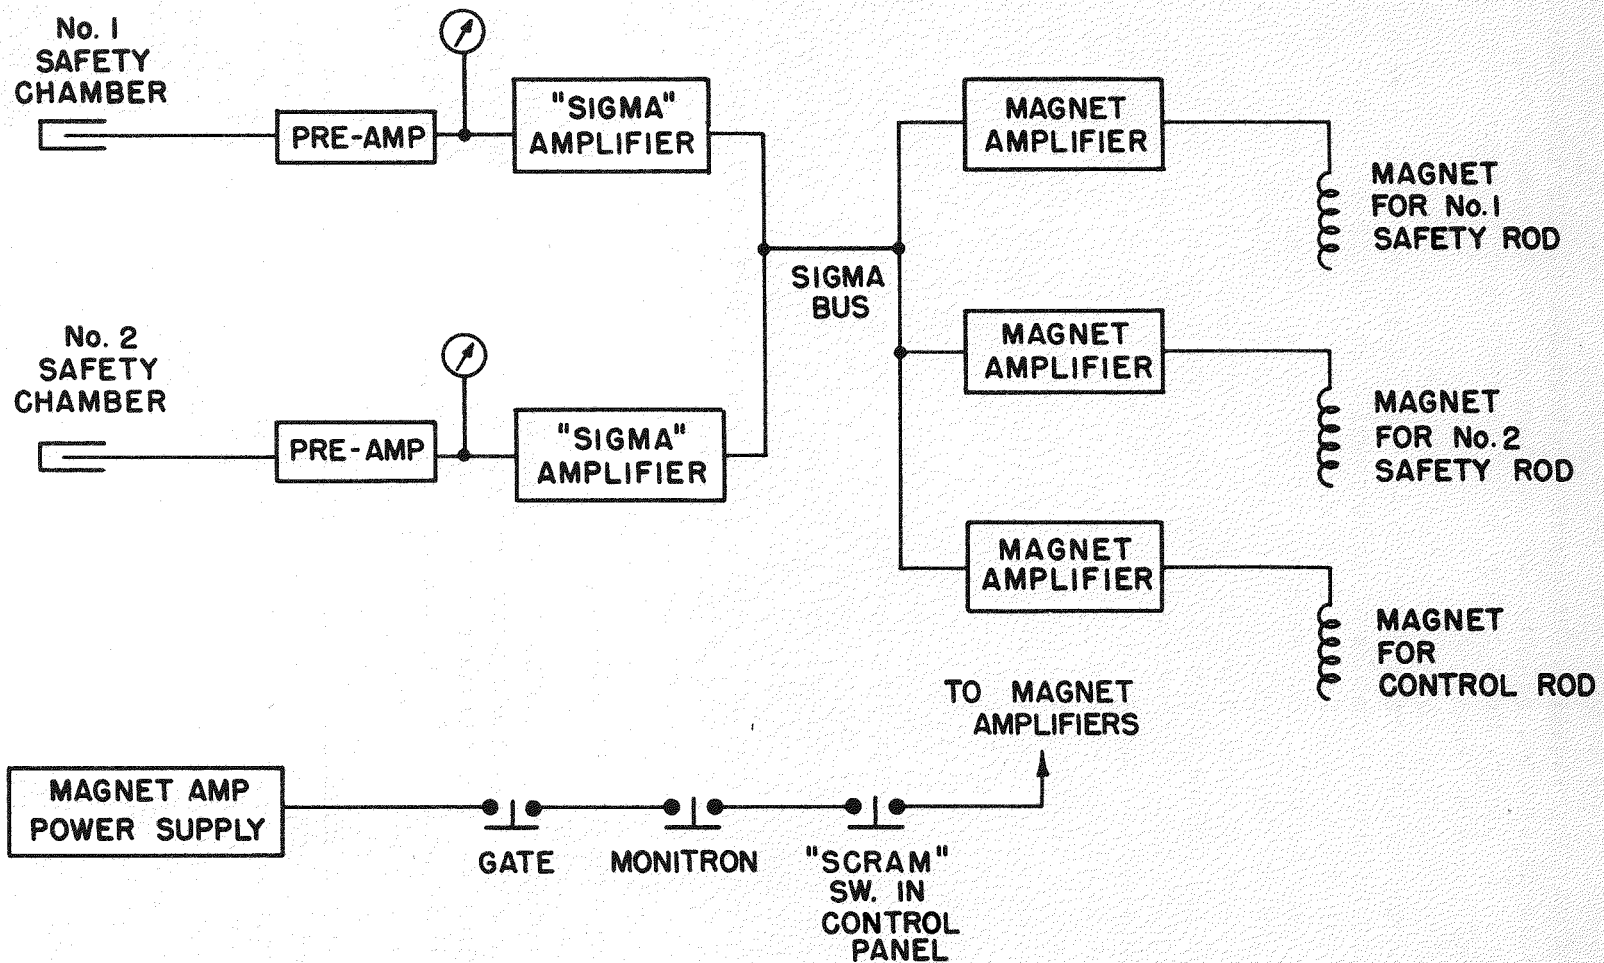 No. 1
SAFETY
CHAMBER
PRE-AMP
"SIGMA"
AMPLIFIER
No. 2
SAFETY
CHAMBER
PRE-AMP
"SIGMA"
AMPLIFIER
SIGMA
BUS
MAGNET
AMPLIFIER
MAGNET
FOR No. 1
SAFETY ROD
MAGNET
AMPLIFIER
MAGNET
FOR No. 2
SAFETY ROD
MAGNET
AMPLIFIER
MAGNET
FOR
CONTROL ROD
TO MAGNET
AMPLIFIERS
MAGNET AMP
POWER SUPPLY
GATE
MONITRON
"SCRAM"
SW. IN
CONTROL
PANEL